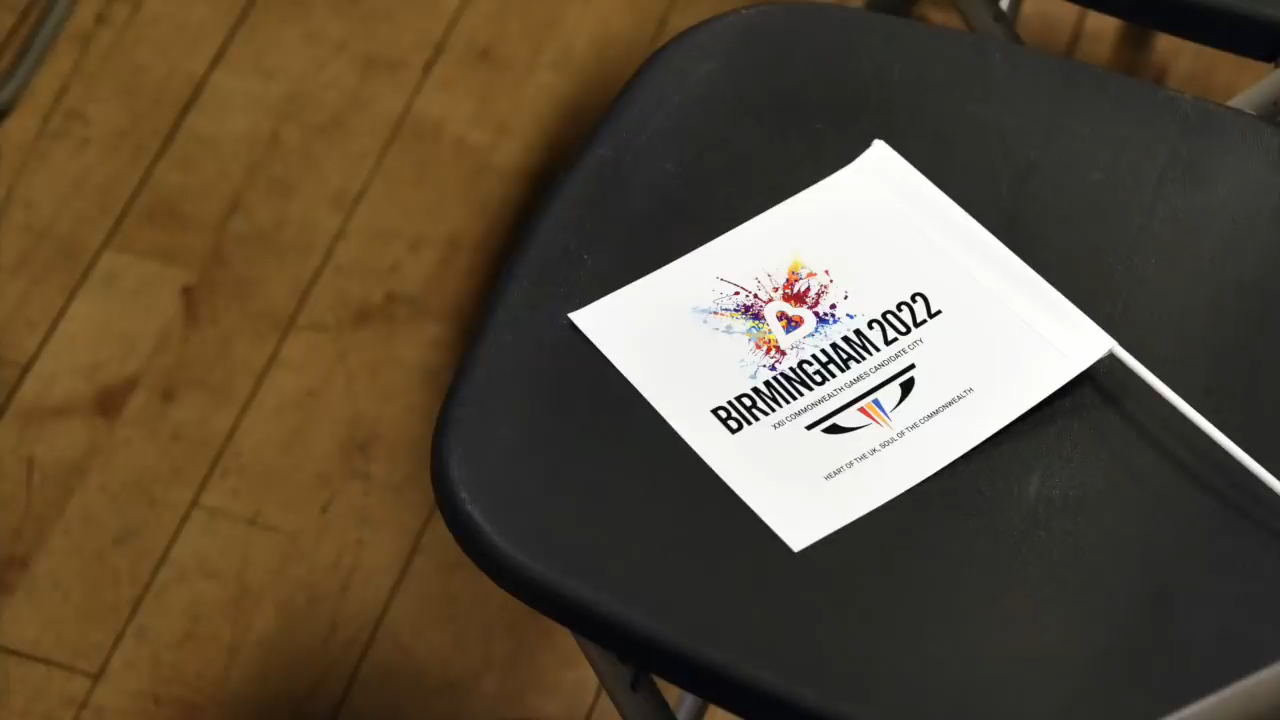 BIRMINGHAM 2022
XXII COMMONWEALTH GAMES CANDIDATE CITY
HEART OF THE UK, SOUL OF THE COMMONWEALTH